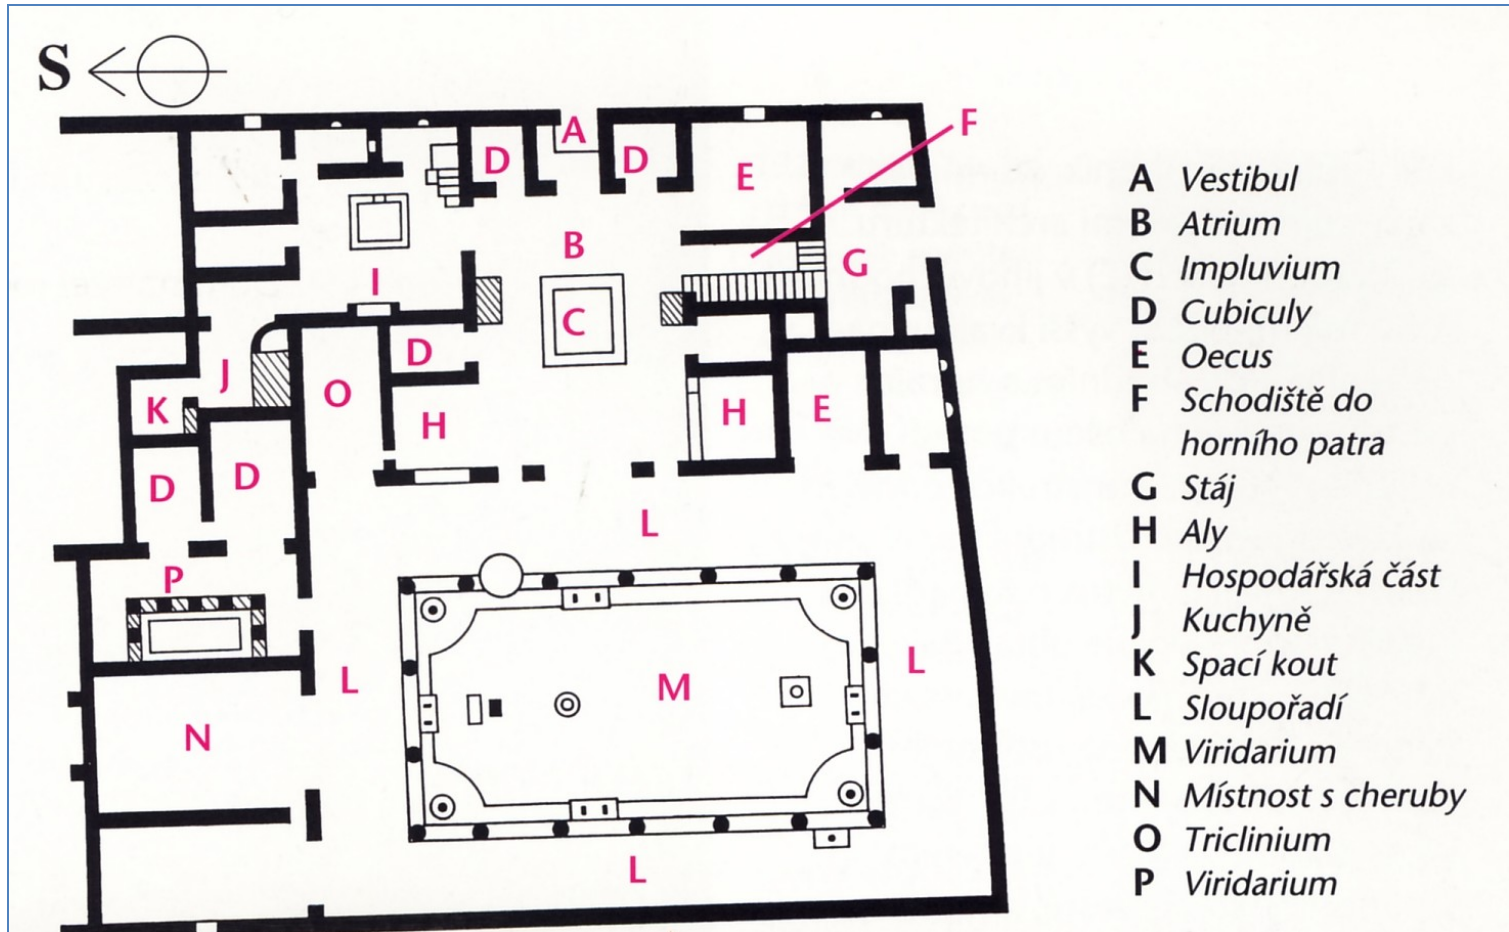 S
A
F
D
D
E
B
G
I
C
D
J
O
K
H
H
E
D
D
L
P
L
M
L
N
L
A Vestibul
B Atrium
C Impluvium
D Cubiculy
E Oecus
F Schodiště do
horního patra
G Stáj
H Aly
I Hospodářská část
J Kuchyně
K Spací kout
L Sloupořadí
M Viridarium
N Místnost s cheruby
O Triclinium
P Viridarium